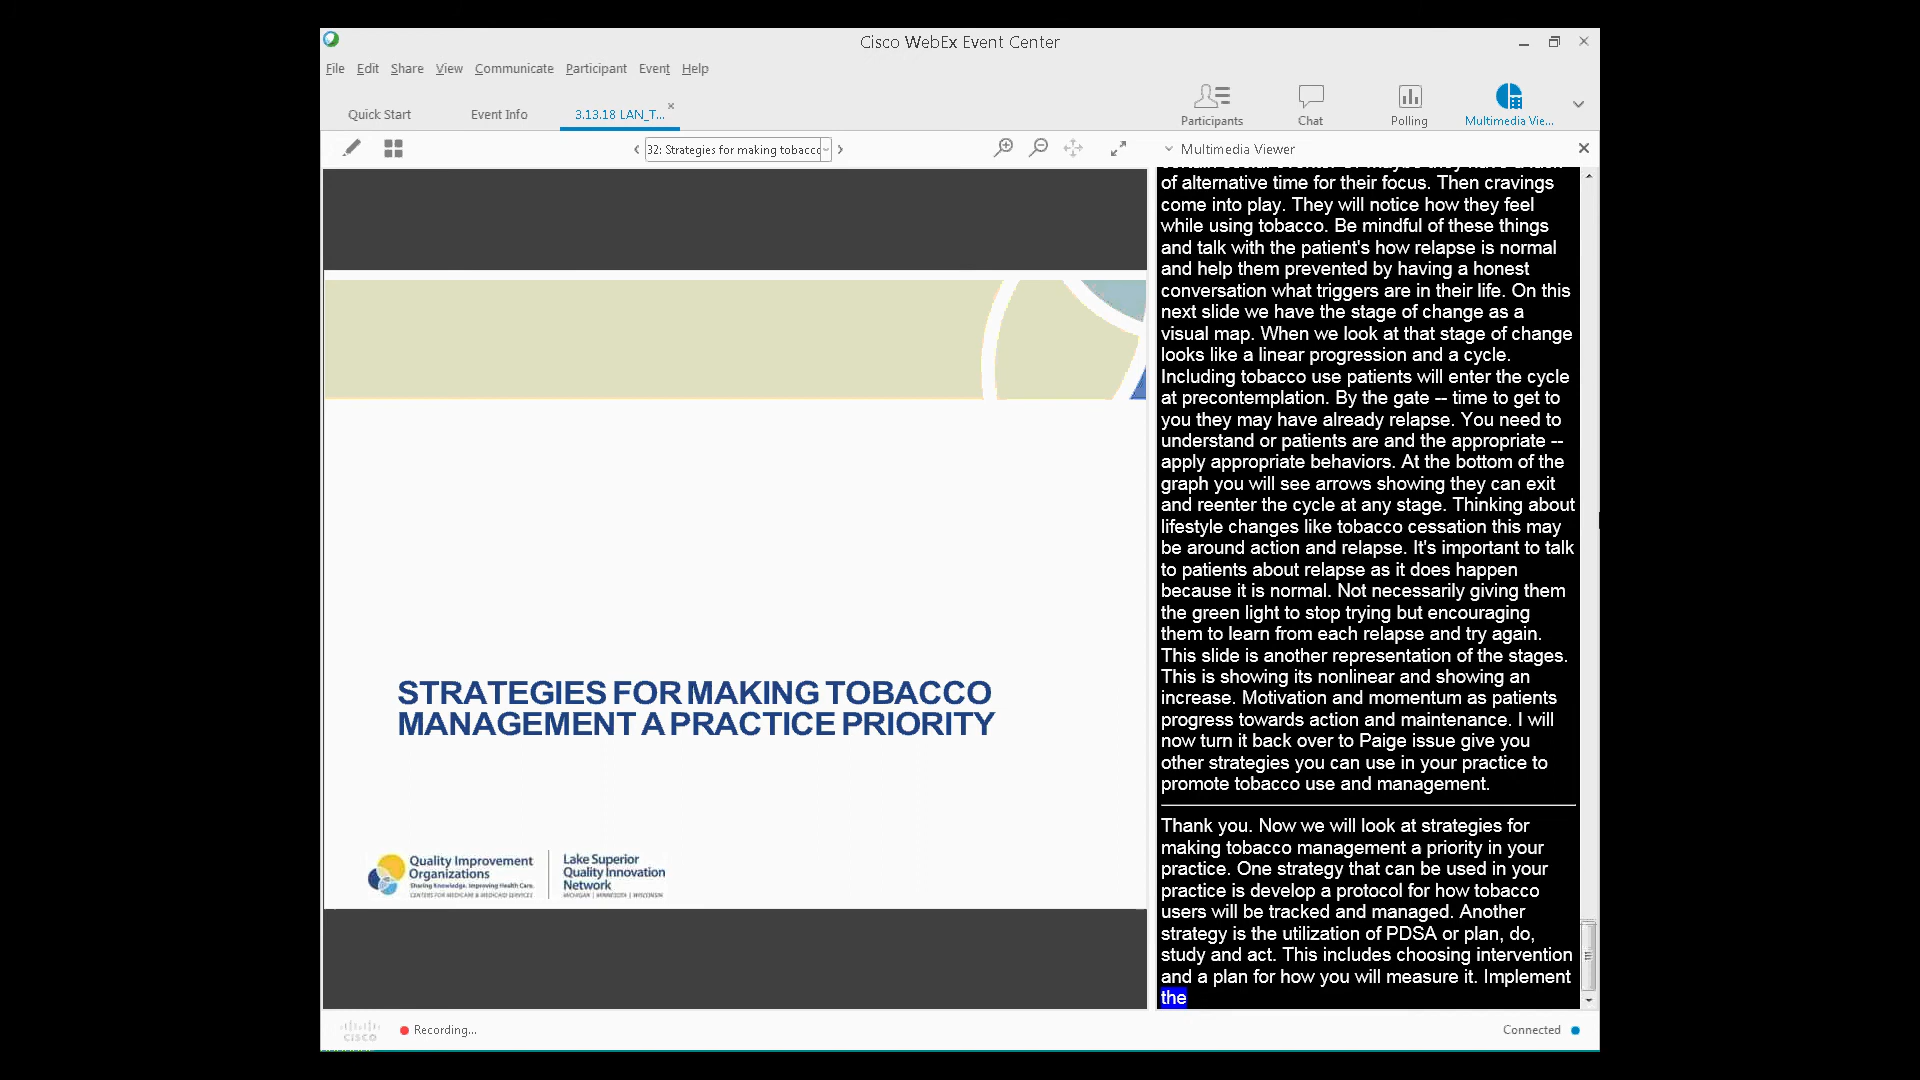 Cisco WebEx Event Center
File Edit Share View Communicate Participant Event Help
Quick Start Event Info 3.13.18 LAN_T...
Participants Chat Polling Multimedia Vie...
32: Strategies for making tobacco
Multimedia Viewer
of alternative time for their focus. Then cravings
come into play. They will notice how they feel
while using tobacco. Be mindful of these things
and talk with the patient's how relapse is normal
and help them prevented by having a honest
conversation what triggers are in their life. On this
next slide we have the stage of change as a
visual map. When we look at that stage of change
looks like a linear progression and a cycle.
Including tobacco use patients will enter the cycle
at precontemplation. By the gate -- time to get to
you they may have already relapse. You need to
understand or patients are and the appropriate --
apply appropriate behaviors. At the bottom of the
graph you will see arrows showing they can exit
and reenter the cycle at any stage. Thinking about
lifestyle changes like tobacco cessation this may
be around action and relapse. It's important to talk
to patients about relapse as it does happen
because it is normal. Not necessarily giving them
the green light to stop trying but encouraging
them to learn from each relapse and try again.
This slide is another representation of the stages.
This is showing its nonlinear and showing an
increase. Motivation and momentum as patients
progress towards action and maintenance. I will
now turn it back over to Paige issue give you
other strategies you can use in your practice to
promote tobacco use and management.
Thank you. Now we will look at strategies for
making tobacco management a priority in your
practice. One strategy that can be used in your
practice is develop a protocol for how tobacco
users will be tracked and managed. Another
strategy is the utilization of PDSA or plan, do,
study and act. This includes choosing intervention
and a plan for how you will measure it. Implement
the
STRATEGIES FOR MAKING TOBACCO
MANAGEMENT A PRACTICE PRIORITY
Quality Improvement
Organizations
Sharing Knowledge. Improving Health Care.
CENTERS FOR MEDICARE & MEDICAID SERVICES
Lake Superior
Quality Innovation
Network
MICHIGAN | MINNESOTA | WISCONSIN
cisco
Recording...
Connected